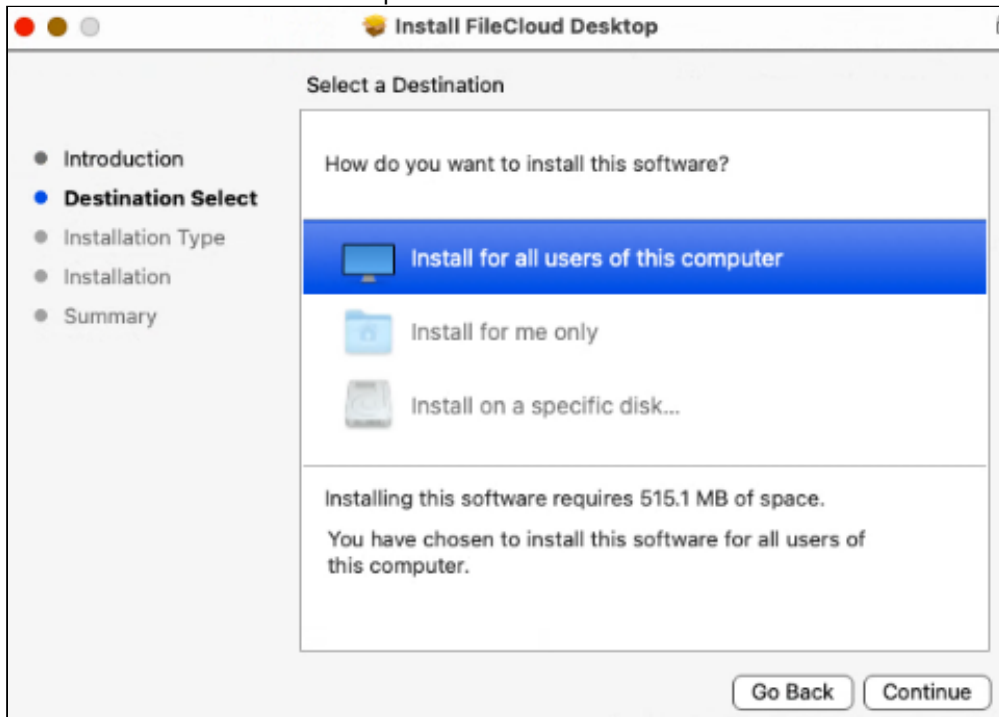 Install FileCloud Desktop
Select a Destination
Introduction
Destination Select
Installation Type
Installation
Summary
How do you want to install this software?
Install for all users of this computer
Install for me only
Install on a specific disk...
Installing this software requires 515.1 MB of space.
You have chosen to install this software for all users of
this computer.
Go Back
Continue